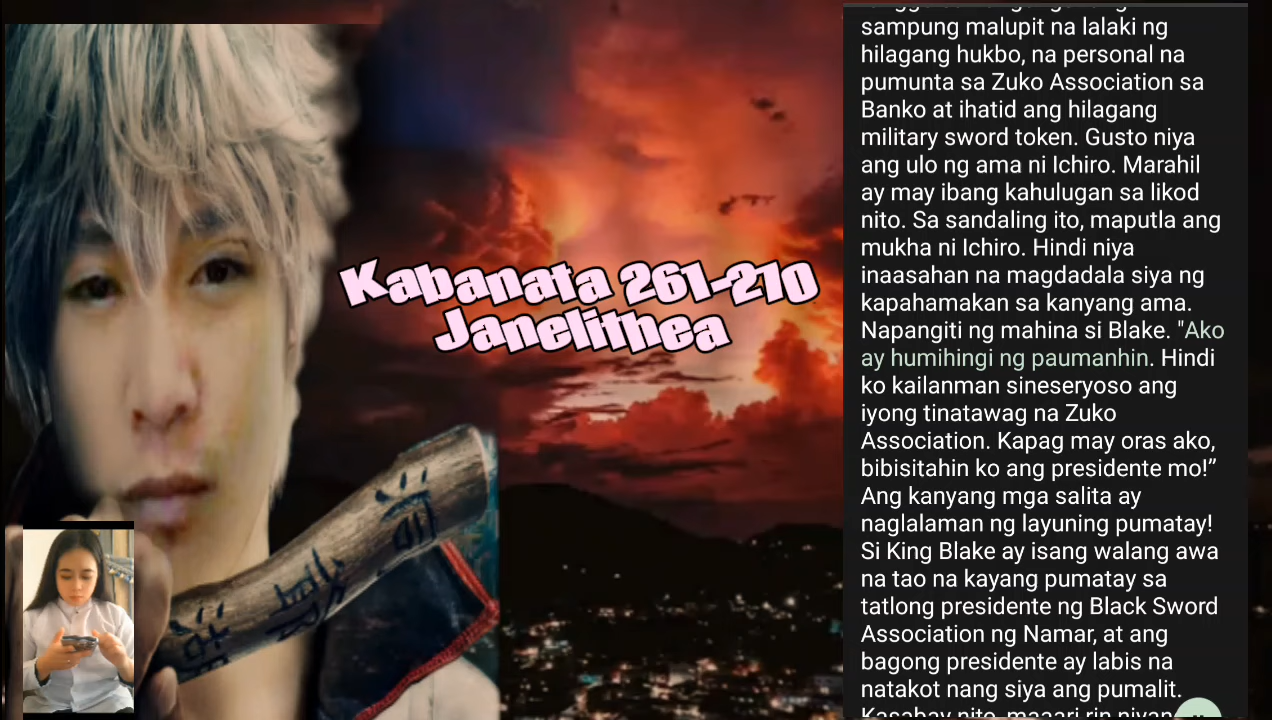 Kabanata 261-270
Janelithea
sampung malupit na lalaki ng
hilagang hukbo, na personal na
pumunta sa Zuko Association sa
Banko at ihatid ang hilagang
military sword token. Gusto niya
ang ulo ng ama ni Ichiro. Marahil
ay may ibang kahulugan sa likod
nito. Sa sandaling ito, maputla ang
mukha ni Ichiro. Hindi niya
inaasahan na magdadala siya ng
kapahamakan sa kanyang ama.
Napangiti ng mahina si Blake. "Ako
ay humihingi ng paumanhin. Hindi
ko kailanman sineseryoso ang
iyong tinatawag na Zuko
Association. Kapag may oras ako,
bibisitahin ko ang presidente mo!”
Ang kanyang mga salita ay
naglalaman ng layuning pumatay!
Si King Blake ay isang walang awa
na tao na kayang pumatay sa
tatlong presidente ng Black Sword
Association ng Namar, at ang
bagong presidente ay labis na
natakot nang siya ang pumalit.
Kasabay nito, maaari rin niyang